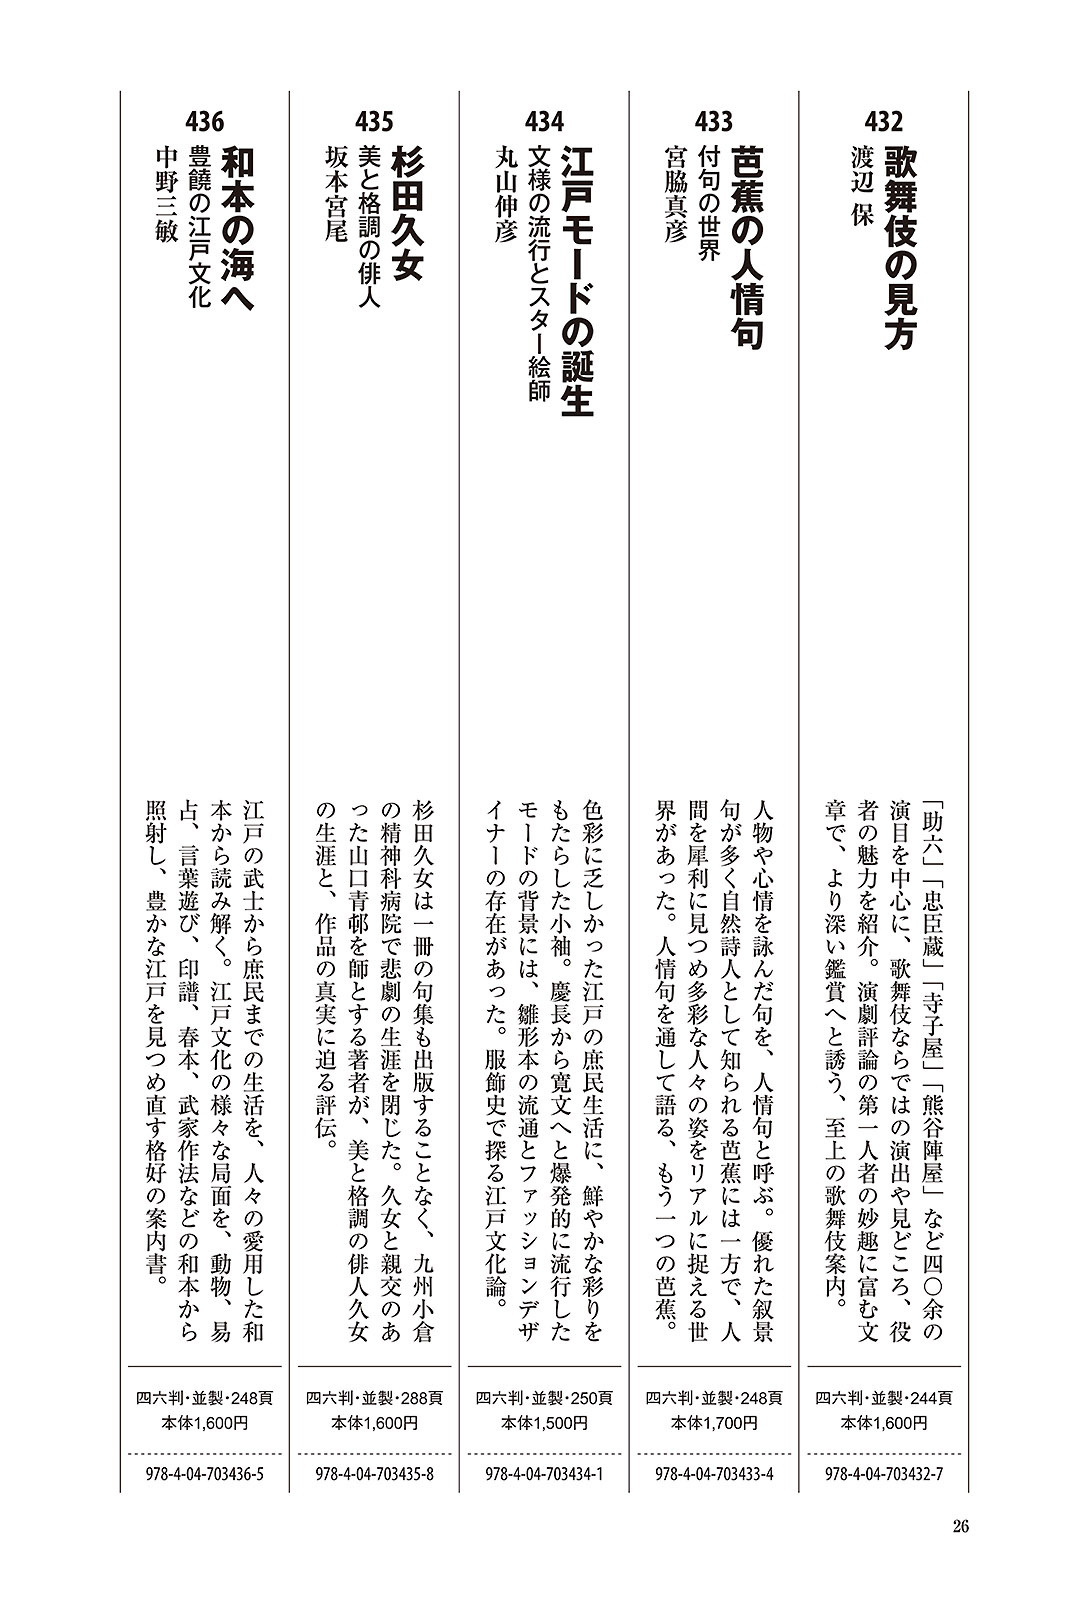 432
歌舞伎の見方
渡辺 保
「助六」「忠臣蔵」「寺子屋」「熊谷陣屋」など四〇余の
演目を中心に、歌舞伎ならではの演出や見どころ、役
者の魅力を紹介。演劇評論の第一人者の妙趣に富む文
章で、より深い鑑賞へと誘う、至上の歌舞伎案内。
四六判・並製・244頁
本体1,600円
978-4-04-703432-7
433
芭蕉の人情句
付句の世界
宮脇真彦
人物や心情を詠んだ句を、人情句と呼ぶ。優れた叙景
句が多く自然詩人として知られる芭蕉には一方で、人
間を犀利に見つめ多彩な人々の姿をリアルに捉える世
界があった。人情句を通して語る、もう一つの芭蕉。
四六判・並製・248頁
本体1,700円
978-4-04-703433-4
434
江戸モードの誕生
文様の流行とスター絵師
丸山伸彦
色彩に乏しかった江戸の庶民生活に、鮮やかな彩りを
もたらした小袖。慶長から寛文へと爆発的に流行した
モードの背景には、雛形本の流通とファッションデザ
イナーの存在があった。服飾史で探る江戸文化論。
四六判・並製・250頁
本体1,500円
978-4-04-703434-1
435
杉田久女
美と格調の俳人
坂本宮尾
杉田久女は一冊の句集も出版することなく、九州小倉
の精神科病院で悲劇の生涯を閉じた。久女と親交のあ
った山口青邨を師とする著者が、美と格調の俳人久女
の生涯と、作品の真実に迫る評伝。
四六判・並製・288頁
本体1,600円
978-4-04-703435-8
436
和本の海へ
豊饒の江戸文化
中野三敏
江戸の武士から庶民までの生活を、人々の愛用した和
本から読み解く。江戸文化の様々な局面を、動物、易
占、言葉遊び、印譜、春本、武家作法などの和本から
照射し、豊かな江戸を見つめ直す格好の案内書。
四六判・並製・248頁
本体1,600円
978-4-04-703436-5
26